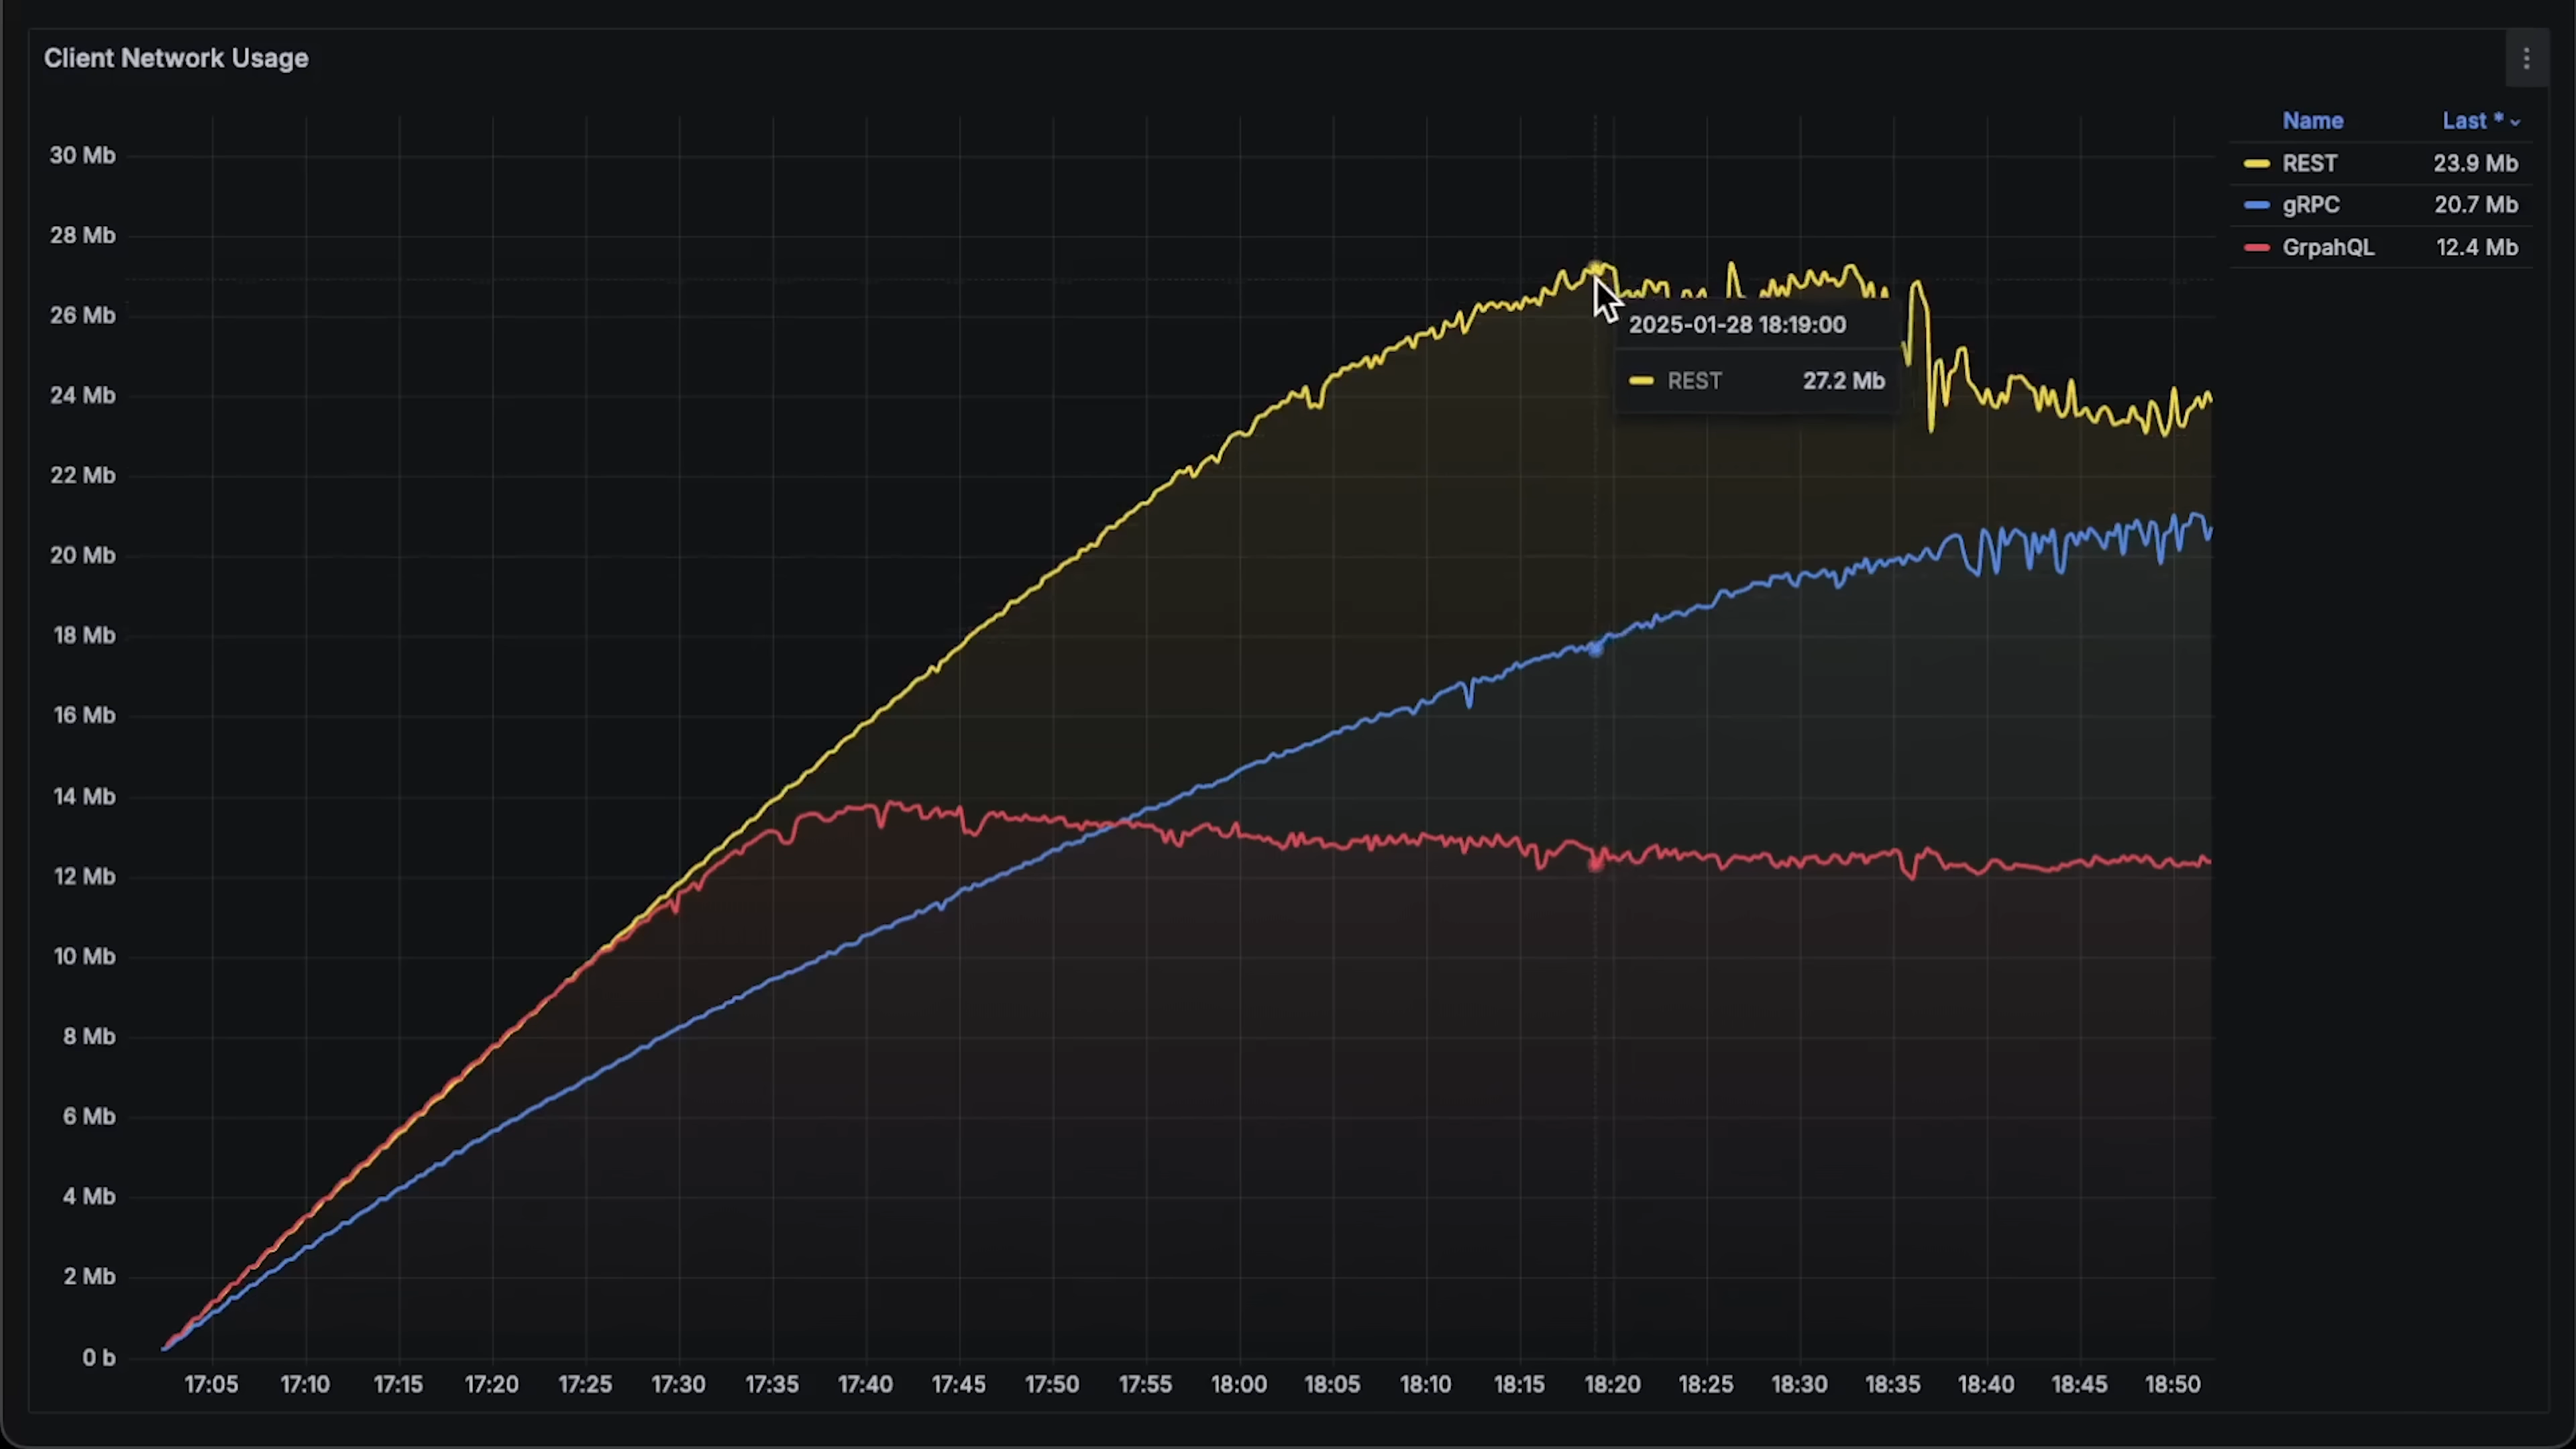 Client Network Usage
Name Last *
REST 23.9 Mb
gRPC 20.7 Mb
GrpahQL 12.4 Mb
30 Mb
28 Mb
26 Mb
24 Mb
22 Mb
20 Mb
18 Mb
16 Mb
14 Mb
12 Mb
10 Mb
8 Mb
6 Mb
4 Mb
2 Mb
0 b
2025-01-28 18:19:00
REST 27.2 Mb
17:05 17:10 17:15 17:20 17:25 17:30 17:35 17:40 17:45 17:50 17:55 18:00 18:05 18:10 18:15 18:20 18:25 18:30 18:35 18:40 18:45 18:50